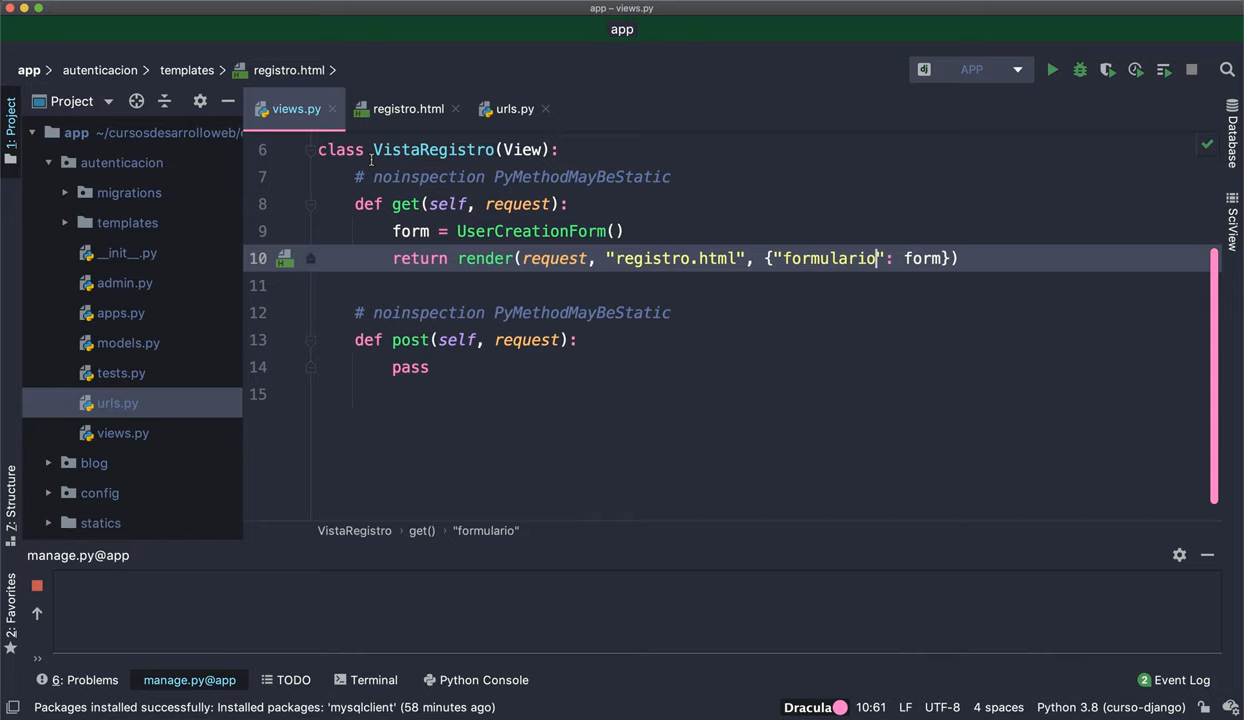 app – views.py
app
app autenticacion templates registro.html
APP
Project
views.py registro.html urls.py
1: Project
Database
SciView
7: Structure
2: Favorites
app ~/cursosdesarrolloweb/
autenticacion
migrations
templates
__init__.py
admin.py
apps.py
models.py
tests.py
urls.py
views.py
blog
config
statics
6 class VistaRegistro(View):
7 # noinspection PyMethodMayBeStatic
8 def get(self, request):
9 form = UserCreationForm()
10 return render(request, "registro.html", {"formulario": form})
11
12 # noinspection PyMethodMayBeStatic
13 def post(self, request):
14 pass
15
VistaRegistro get() "formulario"
manage.py@app
6: Problems manage.py@app TODO Terminal Python Console 2 Event Log
Packages installed successfully: Installed packages: 'mysqlclient' (58 minutes ago) Dracula 10:61 LF UTF-8 4 spaces Python 3.8 (curso-django)